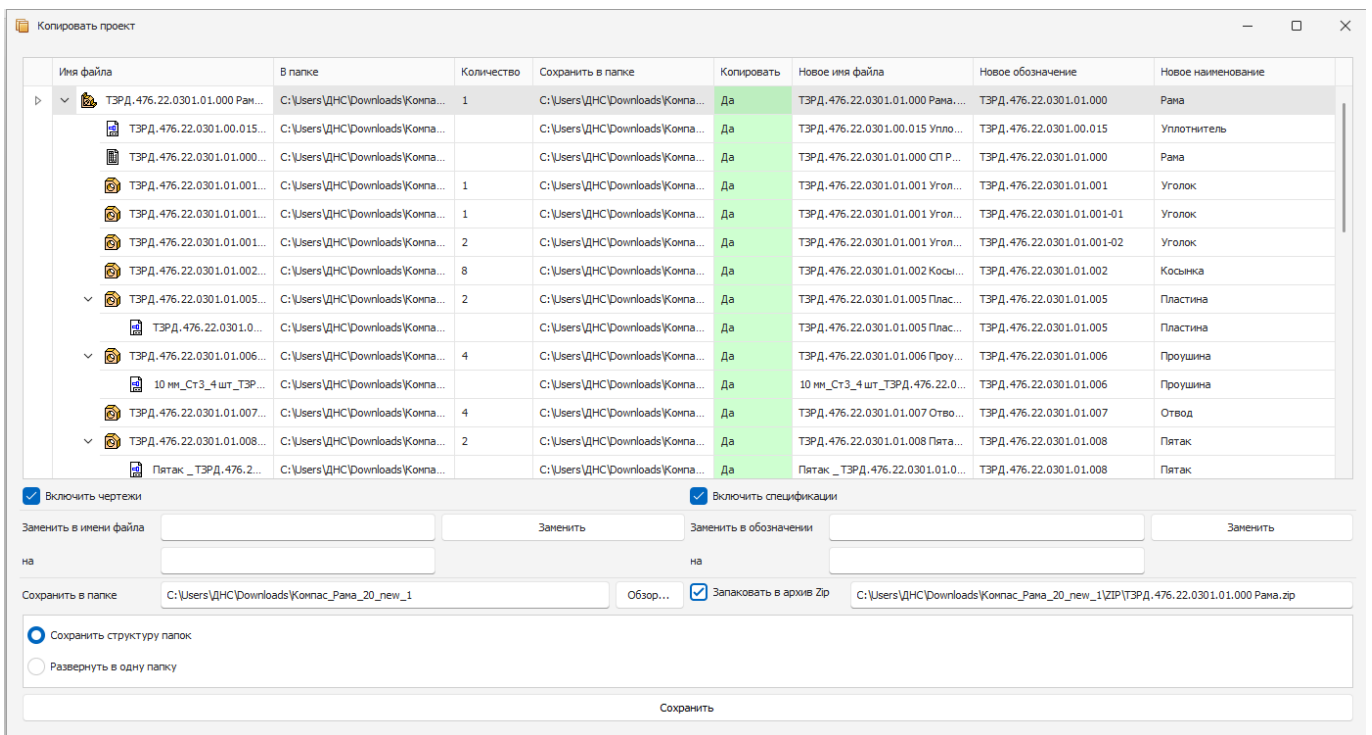 Копировать проект
Имя файла В папке Количество Сохранить в папке Копировать Новое имя файла Новое обозначение Новое наименование
ТЗРД.476.22.0301.01.000 Рам... C:\Users\ДНС\Downloads\Компа... 1 C:\Users\ДНС\Downloads\Компа... Да ТЗРД.476.22.0301.01.000 Рама.... ТЗРД.476.22.0301.01.000 Рама
ТЗРД.476.22.0301.00.015... C:\Users\ДНС\Downloads\Компа... C:\Users\ДНС\Downloads\Компа... Да ТЗРД.476.22.0301.00.015 Упло... ТЗРД.476.22.0301.00.015 Уплотнитель
ТЗРД.476.22.0301.01.000... C:\Users\ДНС\Downloads\Компа... C:\Users\ДНС\Downloads\Компа... Да ТЗРД.476.22.0301.01.000 СП Р... ТЗРД.476.22.0301.01.000 Рама
ТЗРД.476.22.0301.01.001... C:\Users\ДНС\Downloads\Компа... 1 C:\Users\ДНС\Downloads\Компа... Да ТЗРД.476.22.0301.01.001 Угол... ТЗРД.476.22.0301.01.001 Уголок
ТЗРД.476.22.0301.01.001... C:\Users\ДНС\Downloads\Компа... 1 C:\Users\ДНС\Downloads\Компа... Да ТЗРД.476.22.0301.01.001 Угол... ТЗРД.476.22.0301.01.001-01 Уголок
ТЗРД.476.22.0301.01.001... C:\Users\ДНС\Downloads\Компа... 2 C:\Users\ДНС\Downloads\Компа... Да ТЗРД.476.22.0301.01.001 Угол... ТЗРД.476.22.0301.01.001-02 Уголок
ТЗРД.476.22.0301.01.002... C:\Users\ДНС\Downloads\Компа... 8 C:\Users\ДНС\Downloads\Компа... Да ТЗРД.476.22.0301.01.002 Косы... ТЗРД.476.22.0301.01.002 Косынка
ТЗРД.476.22.0301.01.005... C:\Users\ДНС\Downloads\Компа... 2 C:\Users\ДНС\Downloads\Компа... Да ТЗРД.476.22.0301.01.005 Плас... ТЗРД.476.22.0301.01.005 Пластина
ТЗРД.476.22.0301.0... C:\Users\ДНС\Downloads\Компа... C:\Users\ДНС\Downloads\Компа... Да ТЗРД.476.22.0301.01.005 Плас... ТЗРД.476.22.0301.01.005 Пластина
ТЗРД.476.22.0301.01.006... C:\Users\ДНС\Downloads\Компа... 4 C:\Users\ДНС\Downloads\Компа... Да ТЗРД.476.22.0301.01.006 Проу... ТЗРД.476.22.0301.01.006 Проушина
10 мм_Ст3_4 шт_ТЗР... C:\Users\ДНС\Downloads\Компа... C:\Users\ДНС\Downloads\Компа... Да 10 мм_Ст3_4 шт_ТЗРД.476.22.0... ТЗРД.476.22.0301.01.006 Проушина
ТЗРД.476.22.0301.01.007... C:\Users\ДНС\Downloads\Компа... 4 C:\Users\ДНС\Downloads\Компа... Да ТЗРД.476.22.0301.01.007 Отво... ТЗРД.476.22.0301.01.007 Отвод
ТЗРД.476.22.0301.01.008... C:\Users\ДНС\Downloads\Компа... 2 C:\Users\ДНС\Downloads\Компа... Да ТЗРД.476.22.0301.01.008 Пята... ТЗРД.476.22.0301.01.008 Пятак
Пятак _ТЗРД.476.2... C:\Users\ДНС\Downloads\Компа... C:\Users\ДНС\Downloads\Компа... Да Пятак _ТЗРД.476.22.0301.01.0... ТЗРД.476.22.0301.01.008 Пятак
Включить чертежи Включить спецификации
Заменить в имени файла Заменить Заменить в обозначении Заменить
на на
Сохранить в папке C:\Users\ДНС\Downloads\Компас_Рама_20_new_1 Обзор... Запаковать в архив Zip C:\Users\ДНС\Downloads\Компас_Рама_20_new_1\ZIP\ТЗРД.476.22.0301.01.000 Рама.zip
Сохранить структуру папок
Развернуть в одну папку
Сохранить